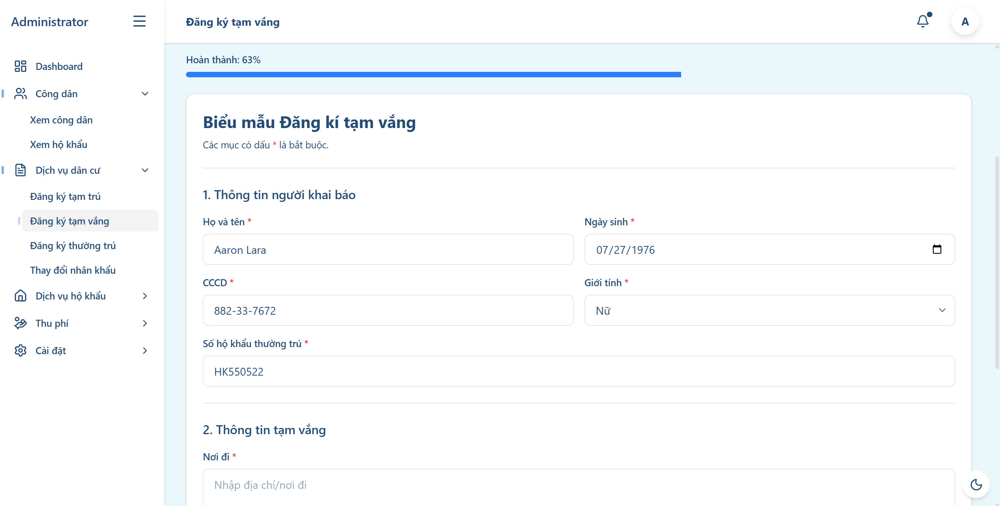 Administrator
Dashboard
Công dân
Xem công dân
Xem hộ khẩu
Dịch vụ dân cư
Đăng ký tạm trú
Đăng ký tạm vắng
Đăng ký thường trú
Thay đổi nhân khẩu
Dịch vụ hộ khẩu
Thu phí
Cài đặt
Đăng ký tạm vắng
A
Hoàn thành: 63%
Biểu mẫu Đăng kí tạm vắng
Các mục có dấu * là bắt buộc.
1. Thông tin người khai báo
Họ và tên *
Aaron Lara
Ngày sinh *
07/27/1976
CCCD *
882-33-7672
Giới tính *
Nữ
Số hộ khẩu thường trú *
HK550522
2. Thông tin tạm vắng
Nơi đi *
Nhập địa chỉ/nơi đi